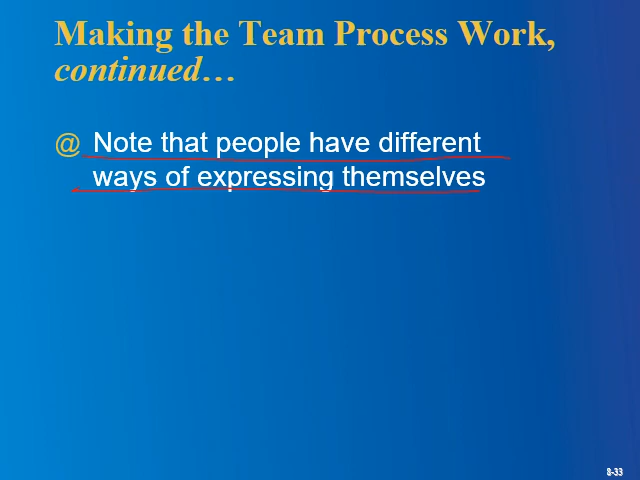 Making the Team Process Work,
continued…
@ Note that people have different
ways of expressing themselves
8-33